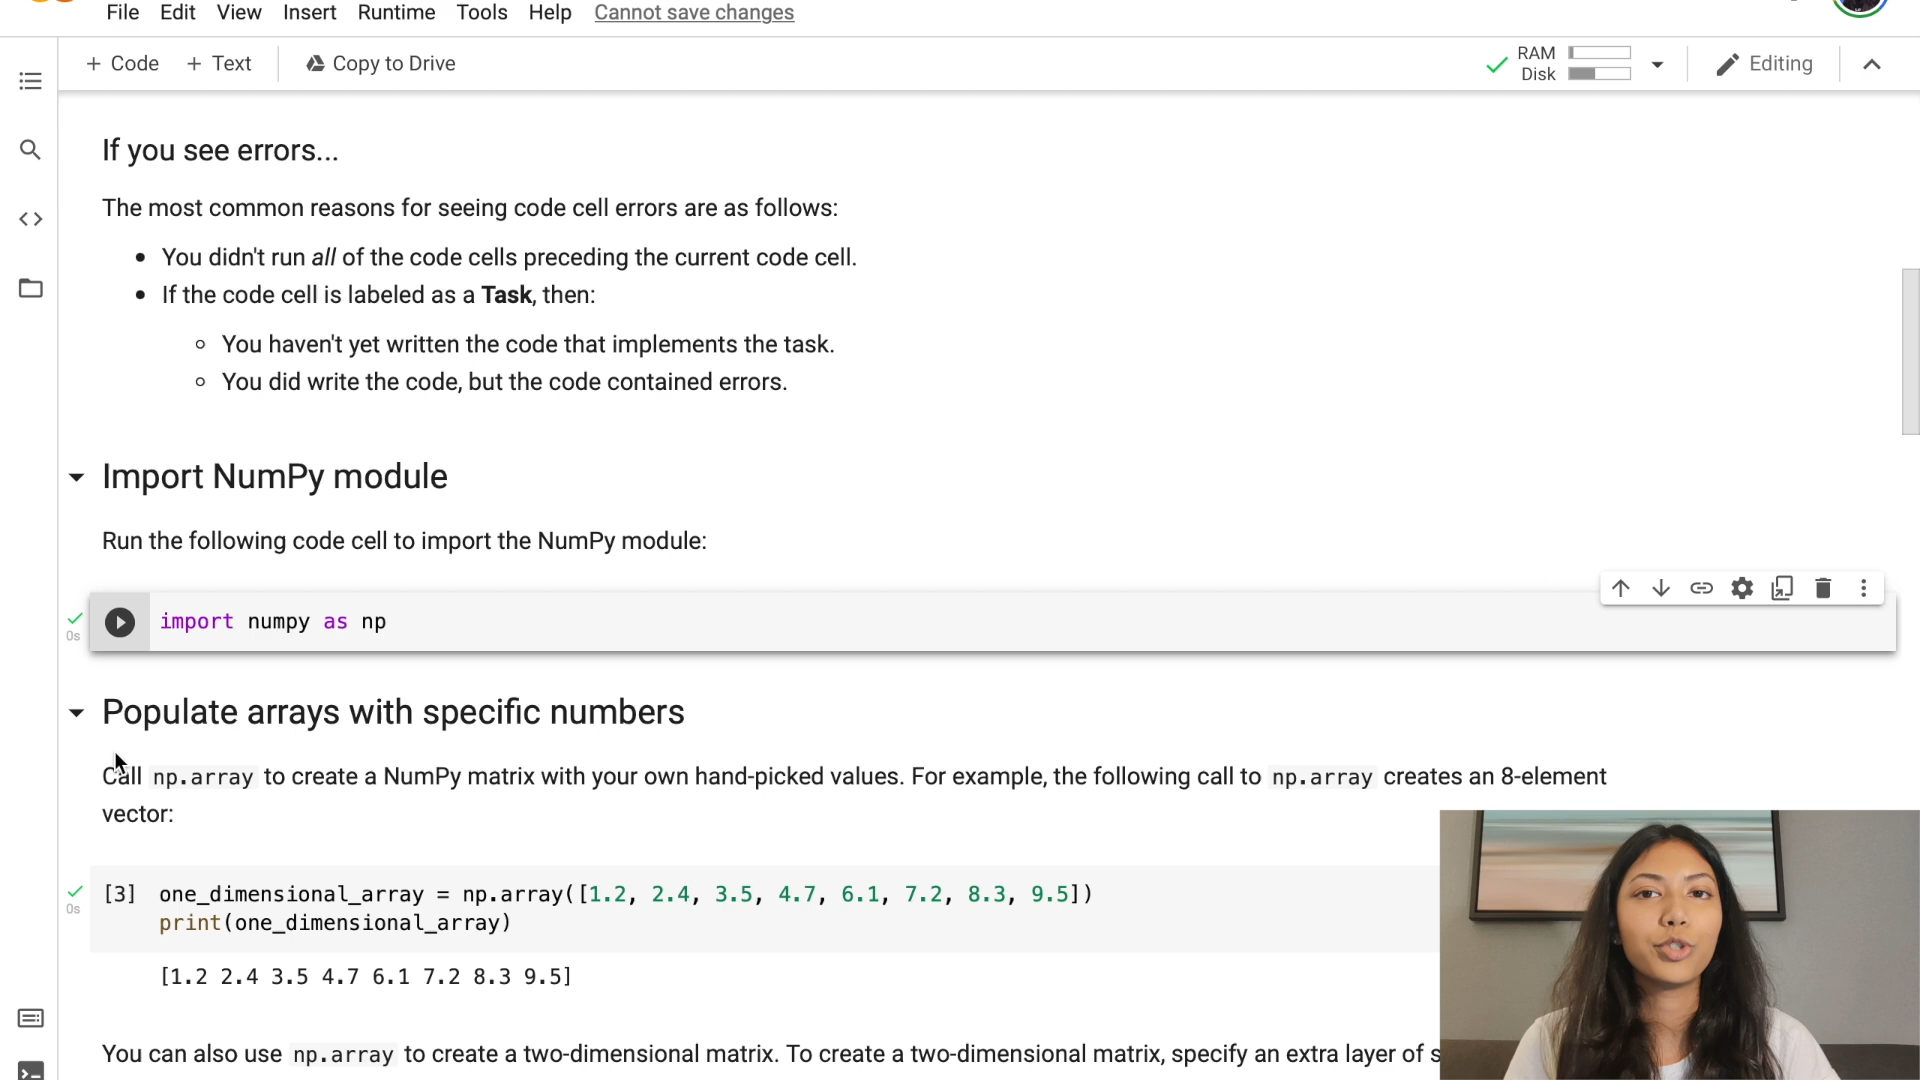 File Edit View Insert Runtime Tools Help Cannot save changes
+ Code + Text Copy to Drive RAM Disk Editing
If you see errors...
The most common reasons for seeing code cell errors are as follows:
• You didn't run all of the code cells preceding the current code cell.
• If the code cell is labeled as a Task, then:
◦ You haven't yet written the code that implements the task.
◦ You did write the code, but the code contained errors.
Import NumPy module
Run the following code cell to import the NumPy module:
0s import numpy as np
Populate arrays with specific numbers
Call np.array to create a NumPy matrix with your own hand-picked values. For example, the following call to np.array creates an 8-element
vector:
0s [3] one_dimensional_array = np.array([1.2, 2.4, 3.5, 4.7, 6.1, 7.2, 8.3, 9.5])
print(one_dimensional_array)
[1.2 2.4 3.5 4.7 6.1 7.2 8.3 9.5]
You can also use np.array to create a two-dimensional matrix. To create a two-dimensional matrix, specify an extra layer of